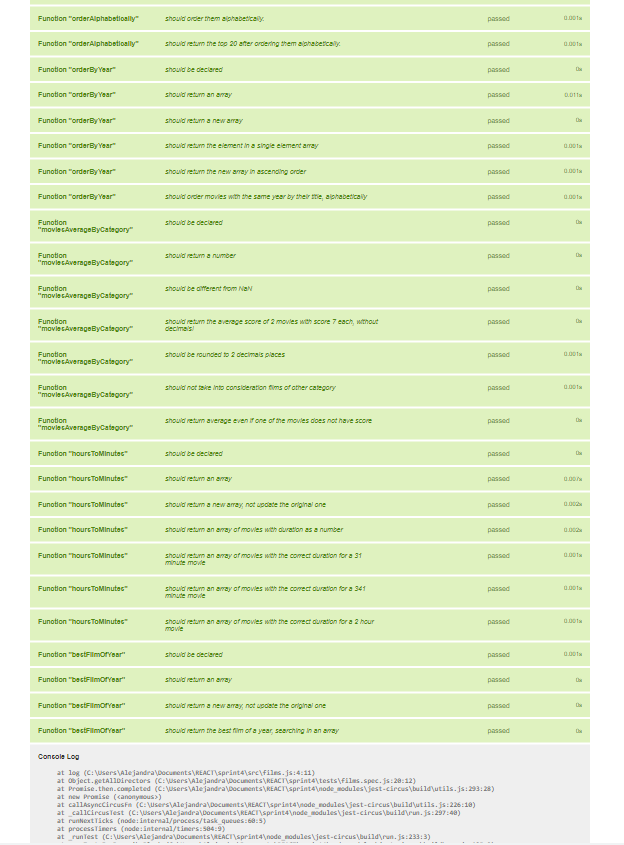 Function "orderAlphabetically" should order them alphabetically. passed 0.001s
Function "orderAlphabetically" should return the top 20 after ordering them alphabetically. passed 0.001s
Function "orderByYear" should be declared passed 0s
Function "orderByYear" should return an array passed 0.011s
Function "orderByYear" should return a new array passed 0s
Function "orderByYear" should return the element in a single element array passed 0.001s
Function "orderByYear" should return the new array in ascending order passed 0.001s
Function "orderByYear" should order movies with the same year by their title, alphabetically passed 0.001s
Function should be declared passed 0s
"moviesAverageByCategory"
Function should return a number passed 0s
"moviesAverageByCategory"
Function should be different from NaN passed 0s
"moviesAverageByCategory"
Function should return the average score of 2 movies with score 7 each, without passed 0s
"moviesAverageByCategory" decimals!
Function should be rounded to 2 decimals places passed 0.001s
"moviesAverageByCategory"
Function should not take into consideration films of other category passed 0.001s
"moviesAverageByCategory"
Function should return average even if one of the movies does not have score passed 0s
"moviesAverageByCategory"
Function "hoursToMinutes" should be declared passed 0s
Function "hoursToMinutes" should return an array passed 0.007s
Function "hoursToMinutes" should return a new array, not update the original one passed 0.002s
Function "hoursToMinutes" should return an array of movies with duration as a number passed 0.002s
Function "hoursToMinutes" should return an array of movies with the correct duration for a 31 passed 0.001s
minute movie
Function "hoursToMinutes" should return an array of movies with the correct duration for a 341 passed 0.001s
minute movie
Function "hoursToMinutes" should return an array of movies with the correct duration for a 2 hour passed 0.001s
movie
Function "bestFilmOfYear" should be declared passed 0.001s
Function "bestFilmOfYear" should return an array passed 0s
Function "bestFilmOfYear" should return a new array, not update the original one passed 0s
Function "bestFilmOfYear" should return the best film of a year, searching in an array passed 0s
Console Log
at log (C:\Users\Alejandra\Documents\REACT\sprint4\src\films.js:4:11)
at Object.getAllDirectors (C:\Users\Alejandra\Documents\REACT\sprint4\tests\films.spec.js:20:12)
at Promise.then.completed (C:\Users\Alejandra\Documents\REACT\sprint4\node_modules\jest-circus\build\utils.js:293:28)
at new Promise (<anonymous>)
at callAsyncCircusFn (C:\Users\Alejandra\Documents\REACT\sprint4\node_modules\jest-circus\build\utils.js:226:10)
at _callCircusTest (C:\Users\Alejandra\Documents\REACT\sprint4\node_modules\jest-circus\build\run.js:297:40)
at runNextTicks (node:internal/process/task_queues:60:5)
at processTimers (node:internal/timers:504:9)
at _runTest (C:\Users\Alejandra\Documents\REACT\sprint4\node_modules\jest-circus\build\run.js:233:3)